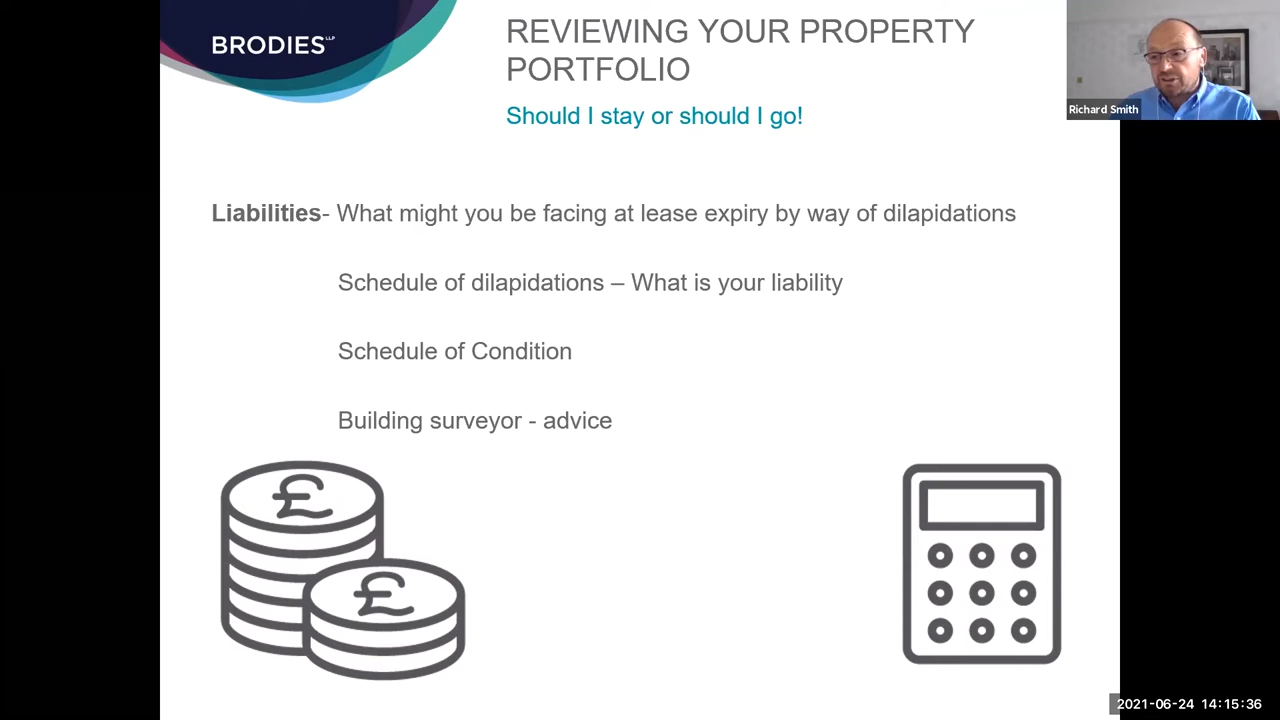 BRODIES LLP
REVIEWING YOUR PROPERTY
PORTFOLIO
Should I stay or should I go!
Richard Smith
Liabilities- What might you be facing at lease expiry by way of dilapidations
Schedule of dilapidations – What is your liability
Schedule of Condition
Building surveyor - advice
£
£
2021-06-24 14:15:36